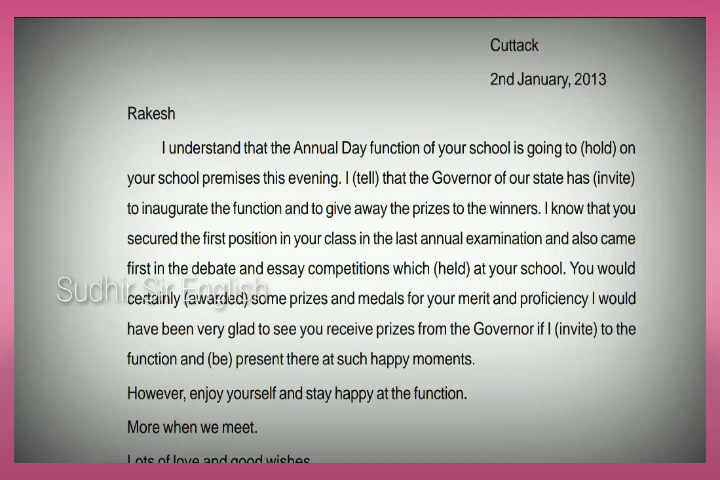 Cuttack
2nd January, 2013
Rakesh
I understand that the Annual Day function of your school is going to (hold) on
your school premises this evening. I (tell) that the Governor of our state has (invite)
to inaugurate the function and to give away the prizes to the winners. I know that you
secured the first position in your class in the last annual examination and also came
first in the debate and essay competitions which (held) at your school. You would
Sudhir Sir English
certainly (awarded) some prizes and medals for your merit and proficiency I would
have been very glad to see you receive prizes from the Governor if I (invite) to the
function and (be) present there at such happy moments.
However, enjoy yourself and stay happy at the function.
More when we meet.
Lots of love and good wishes